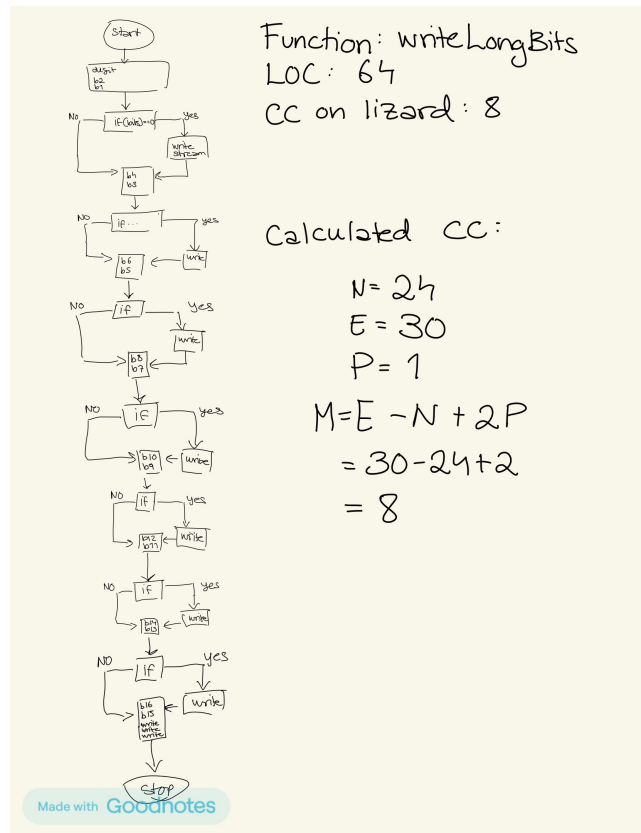 Start
digit
b2
b1
No if(bits)==0 yes
write
stream
b4
b3
NO if... yes
write
b6
b5
NO if yes
write
b8
b7
NO if yes
write
b10
b9
NO if yes
write
b12
b11
NO if yes
write
b14
b13
NO if yes
write
b16
b15
write
write
write
Stop
Function: writeLongBits
LOC: 64
CC on lizard: 8
Calculated CC:
N= 24
E = 30
P= 1
M=E-N+2P
=30-24+2
= 8
Made with Goodnotes